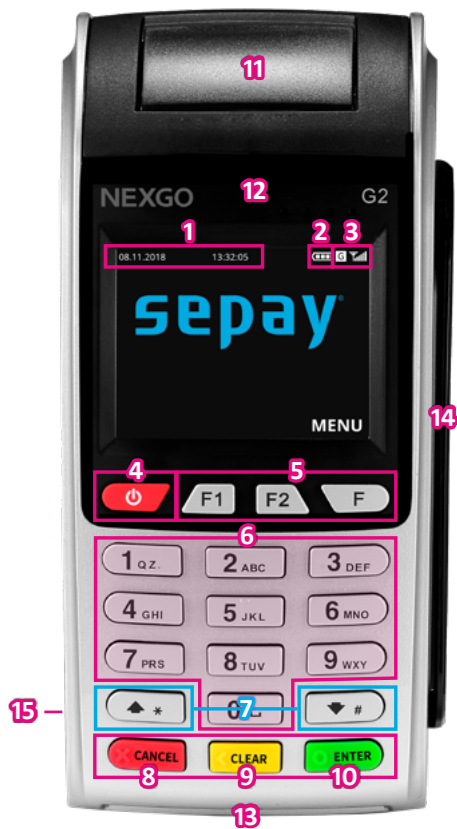 11
NEXGO 12 G2
1 2 3
08.11.2018 13:32:05 G
sepay
MENU
14
4 5
F1 F2 F
6
1 QZ. 2 ABC 3 DEF
4 GHI 5 JKL 6 MNO
7 PRS 8 TUV 9 WXY
15 * 7 #
CANCEL CLEAR ENTER
8 9 10
13